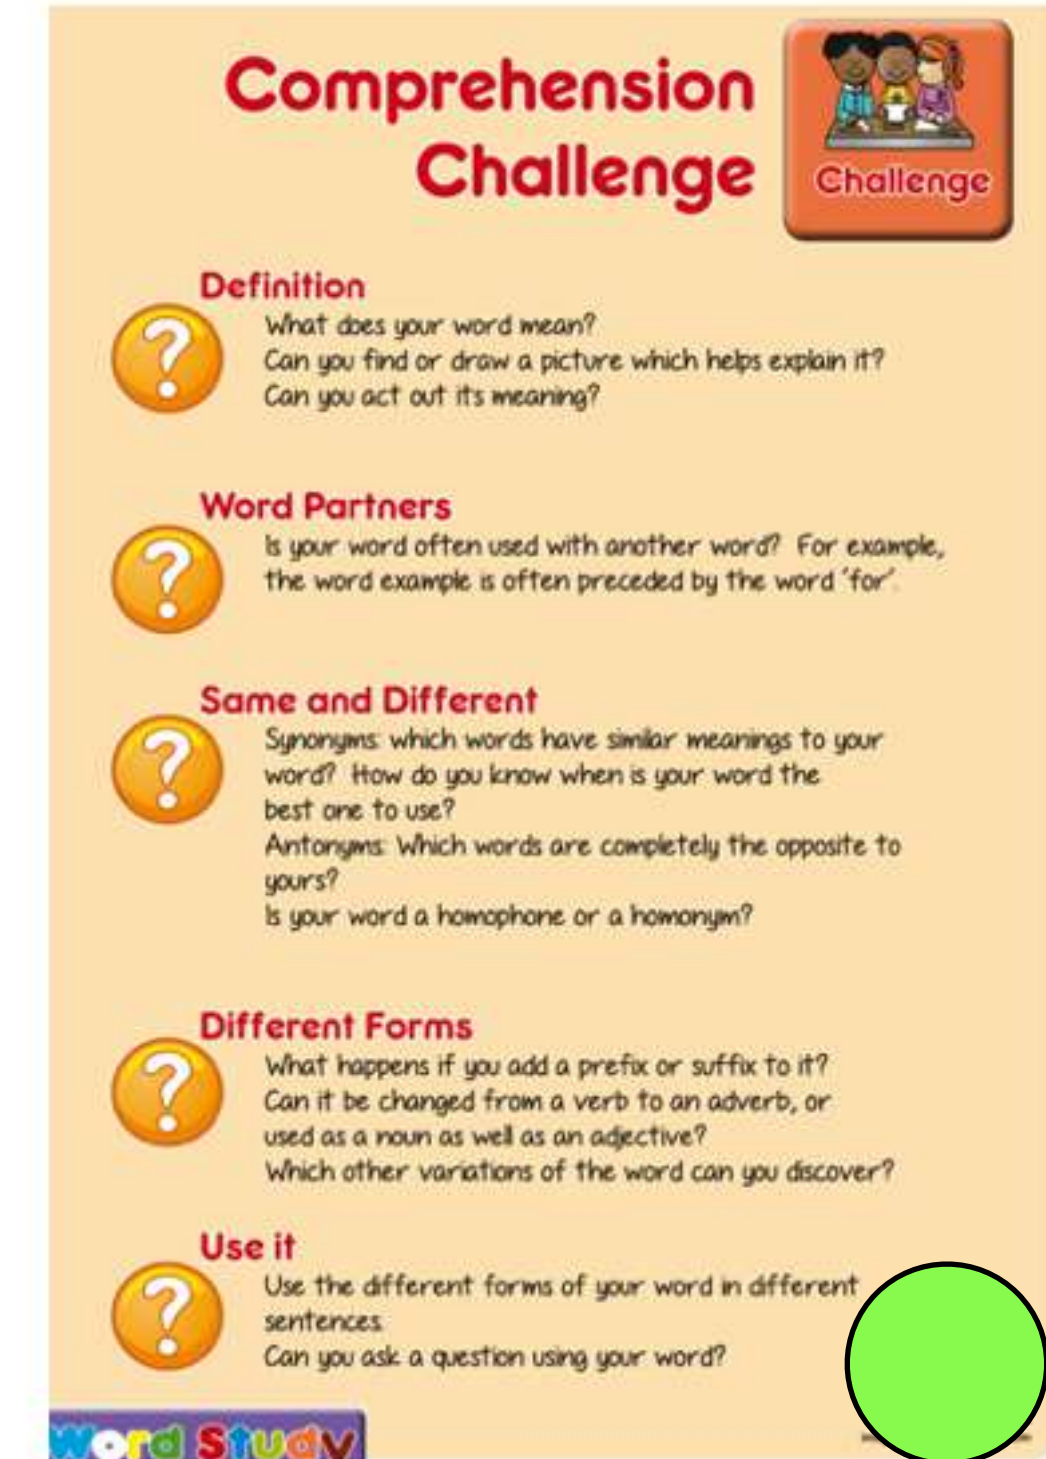 Comprehension
Challenge
Challenge
Definition
What does your word mean?
Can you find or draw a picture which helps explain it?
Can you act out its meaning?
Word Partners
Is your word often used with another word? For example,
the word example is often preceded by the word 'for'.
Same and Different
Synonyms: which words have similar meanings to your
word? How do you know when is your word the
best one to use?
Antonyms: Which words are completely the opposite to
yours?
Is your word a homophone or a homonym?
Different Forms
What happens if you add a prefix or suffix to it?
Can it be changed from a verb to an adverb, or
used as a noun as well as an adjective?
Which other variations of the word can you discover?
Use it
Use the different forms of your word in different
sentences.
Can you ask a question using your word?
Word Study